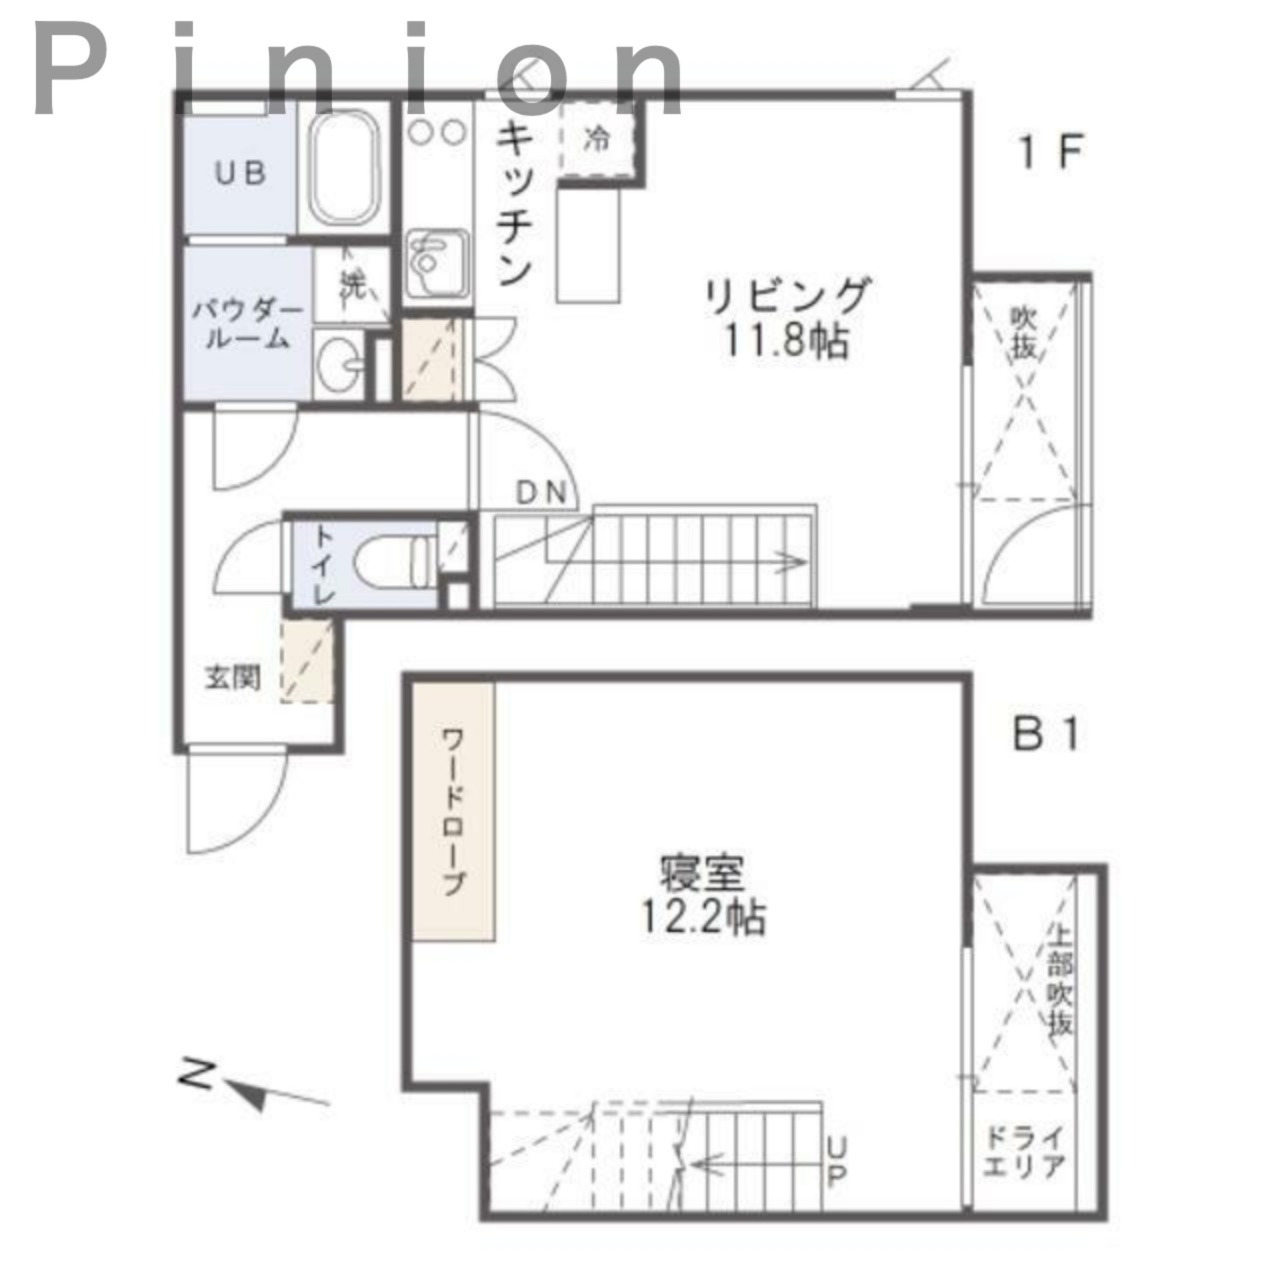 Pinion
UB
キッチン
冷
1F
洗
パウダー
ルーム
リビング
11.8帖
吹抜
DN
トイレ
玄関
B1
ワードローブ
寝室
12.2帖
上部吹抜
N
UP
ドライ
エリア